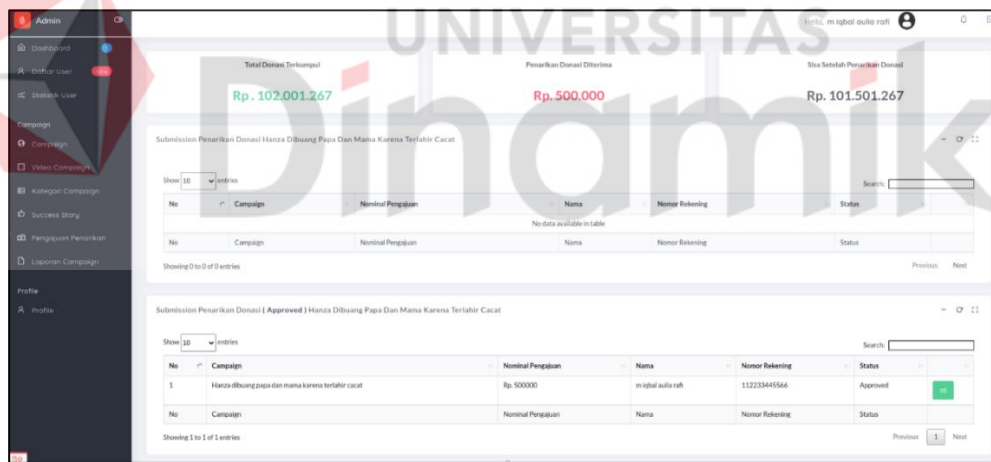 UNIVERSITAS
Dinamika
Admin
Hello, m iqbal aulia rafi
Dashboard
Daftar User
Statistik User
Campaign
Campaign
Video Campaign
Kategori Campaign
Success Story
Pengajuan Penarikan
Laporan Campaign
Profile
Profile
Total Donasi Terkumpul
Rp. 102.001.267
Penarikan Donasi Diterima
Rp. 500.000
Sisa Setelah Penarikan Donasi
Rp. 101.501.267
Submission Penarikan Donasi Hanza Dibuang Papa Dan Mama Karena Terlahir Cacat
Show 10 entries
Search:
No Campaign Nominal Pengajuan Nama Nomor Rekening Status
No data available in table
No Campaign Nominal Pengajuan Nama Nomor Rekening Status
Showing 0 to 0 of 0 entries
Previous Next
Submission Penarikan Donasi ( Approved ) Hanza Dibuang Papa Dan Mama Karena Terlahir Cacat
Show 10 entries
Search:
No Campaign Nominal Pengajuan Nama Nomor Rekening Status
1 Hanza dibuang papa dan mama karena terlahir cacat Rp. 500000 m iqbal aulia rafi 112233445566 Approved
No Campaign Nominal Pengajuan Nama Nomor Rekening Status
Showing 1 to 1 of 1 entries
Previous 1 Next